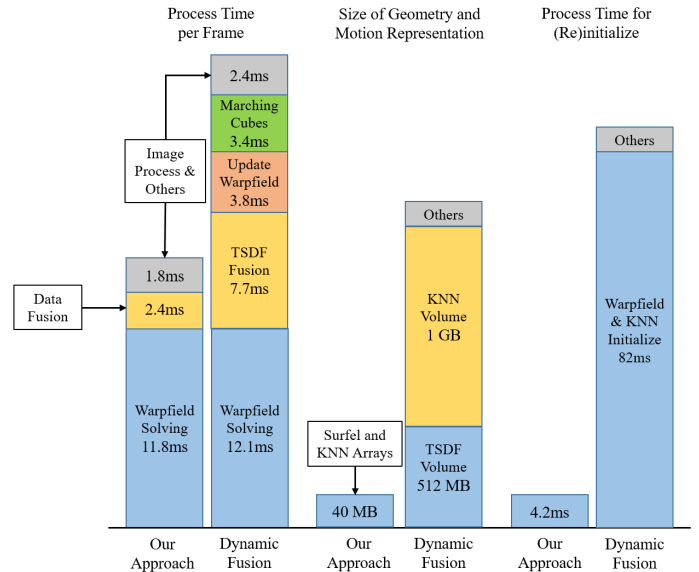 Process Time
per Frame
Size of Geometry and
Motion Representation
Process Time for
(Re)initialize
2.4ms
Marching
Cubes
3.4ms
Image
Process &
Others
Update
Warpfield
3.8ms
TSDF
Fusion
7.7ms
1.8ms
Data
Fusion
2.4ms
Warpfield
Solving
11.8ms
Warpfield
Solving
12.1ms
Others
KNN
Volume
1 GB
Surfel and
KNN Arrays
TSDF
Volume
512 MB
40 MB
Others
Warpfield
& KNN
Initialize
82ms
4.2ms
Our
Approach
Dynamic
Fusion
Our
Approach
Dynamic
Fusion
Our
Approach
Dynamic
Fusion